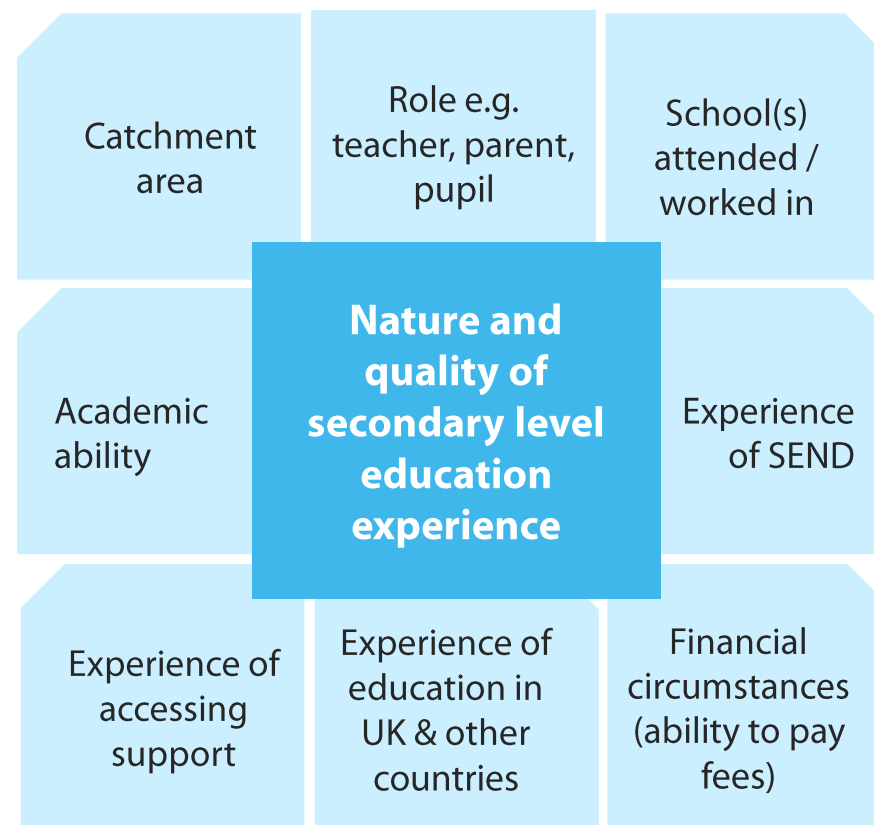 Catchment
area
Role e.g.
teacher, parent,
pupil
School(s)
attended /
worked in
Academic
ability
Nature and
quality of
secondary level
education
experience
Experience
of SEND
Experience of
accessing
support
Experience of
education in
UK & other
countries
Financial
circumstances
(ability to pay
fees)